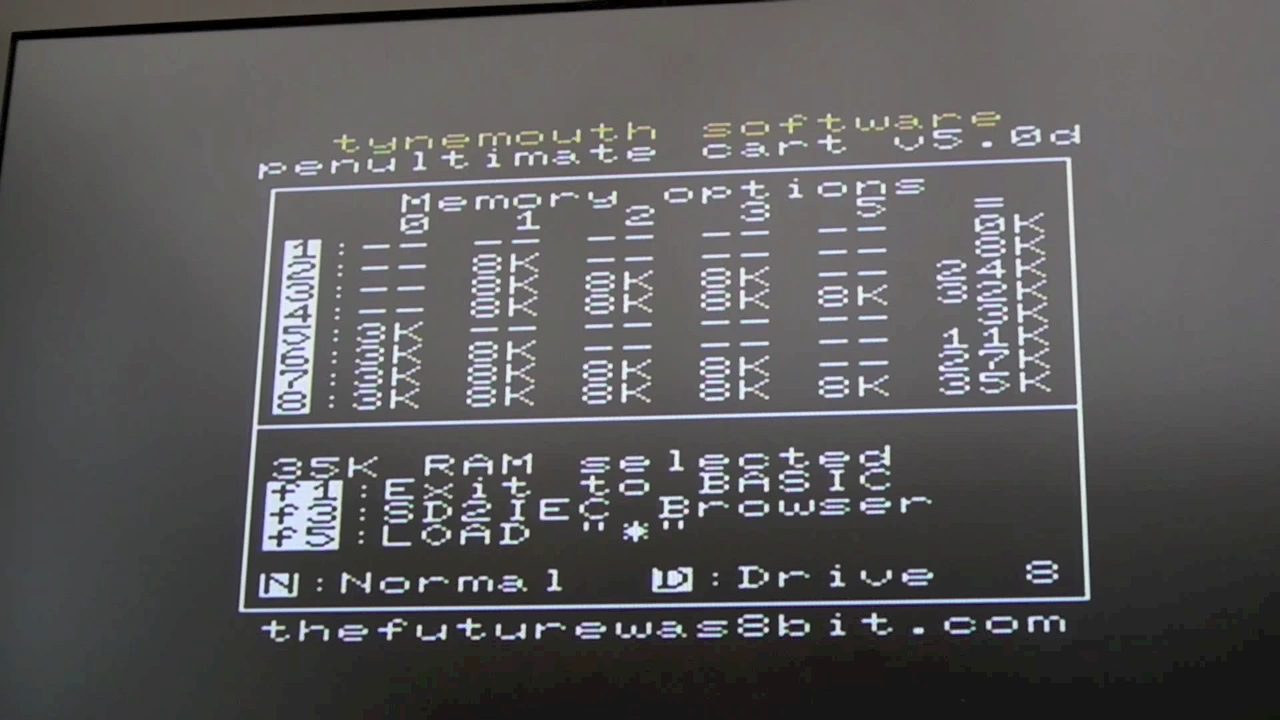 tynemouth software
penultimate cart v5.0d
Memory options
0 1 2 3 5 =
1:-- -- -- -- -- 0K
2:-- 8K -- -- -- 8K
3:-- 8K 8K 8K -- 24K
4:-- 8K 8K 8K 8K 32K
5:3K -- -- -- -- 3K
6:3K 8K -- -- -- 11K
7:3K 8K 8K 8K -- 27K
8:3K 8K 8K 8K 8K 35K
35K RAM selected
f1:Exit to BASIC
f3:SD2IEC Browser
f5:LOAD "*"
N:Normal D:Drive 8
thefuturewas8bit.com